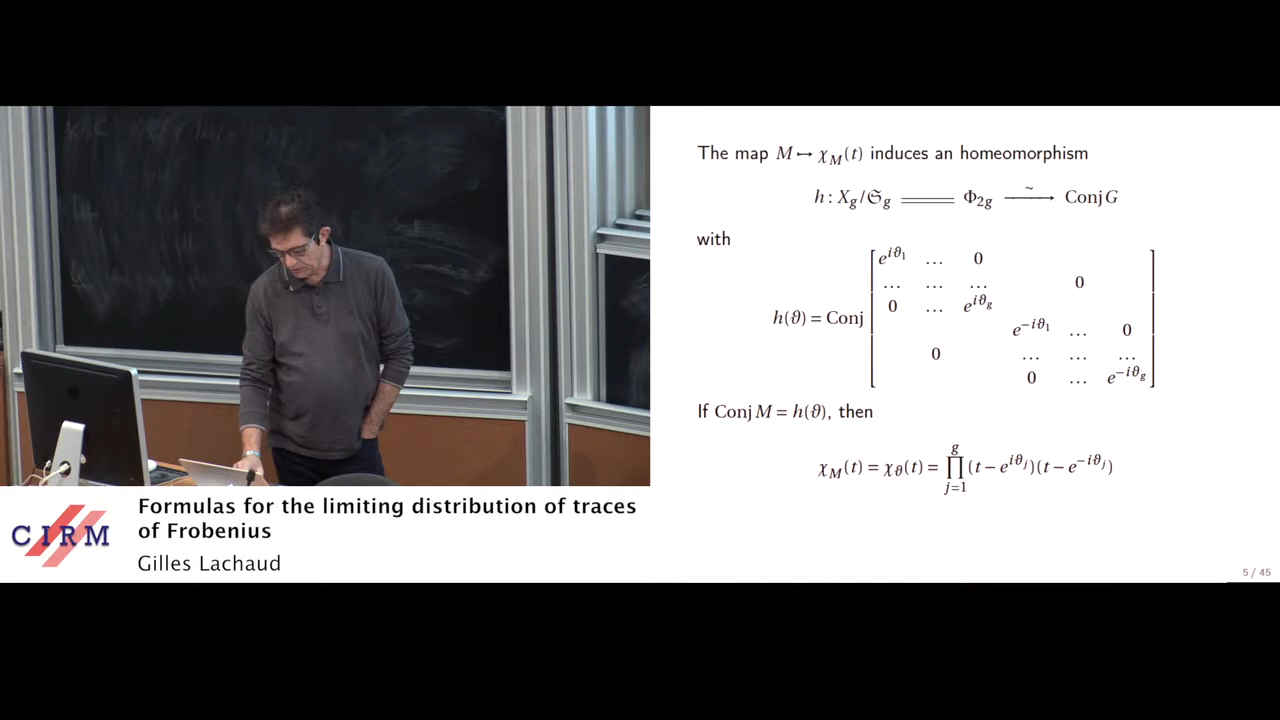 The map M ↦ χ_M(t) induces an homeomorphism
h : X_g/𝔖_g ═══ Φ_{2g} ⟶~ Conj G
with
h(ϑ) = Conj [ e^{iϑ_1} … 0
… … … 0
0 … e^{iϑ_g}
e^{−iϑ_1} … 0
0 … … …
0 … e^{−iϑ_g} ]
If Conj M = h(ϑ), then
χ_M(t) = χ_ϑ(t) = ∏_{j=1}^{g} (t − e^{iϑ_j})(t − e^{−iϑ_j})
5 / 45
CIRM
Formulas for the limiting distribution of traces
of Frobenius
Gilles Lachaud